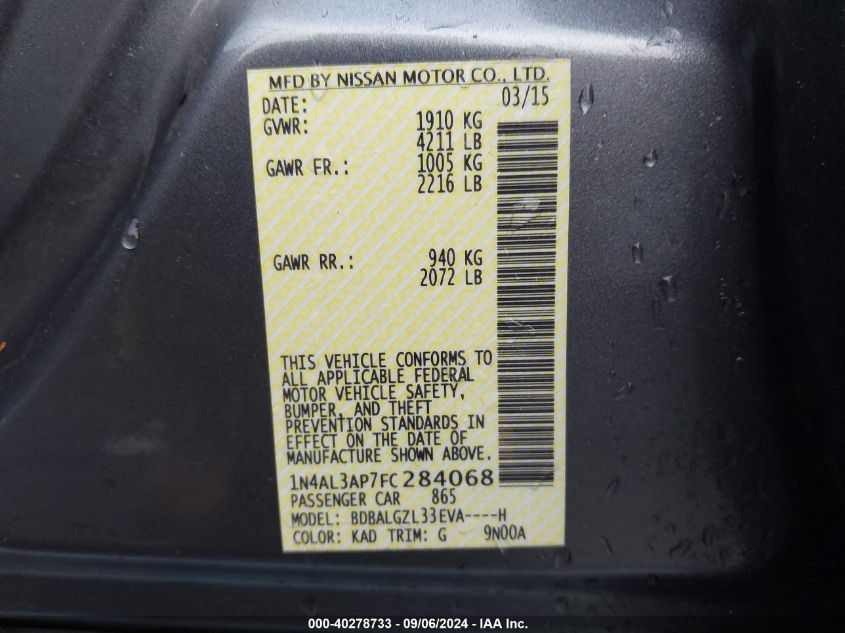 MFD BY NISSAN MOTOR CO., LTD.
DATE: 03/15
GVWR: 1910 KG
4211 LB
GAWR FR.: 1005 KG
2216 LB
GAWR RR.: 940 KG
2072 LB
THIS VEHICLE CONFORMS TO
ALL APPLICABLE FEDERAL
MOTOR VEHICLE SAFETY,
BUMPER, AND THEFT
PREVENTION STANDARDS IN
EFFECT ON THE DATE OF
MANUFACTURE SHOWN ABOVE.
1N4AL3AP7FC284068
PASSENGER CAR 865
MODEL: BDBALGZL33EVA----H
COLOR: KAD TRIM: G 9N00A
000-40278733 - 09/06/2024 - IAA Inc.